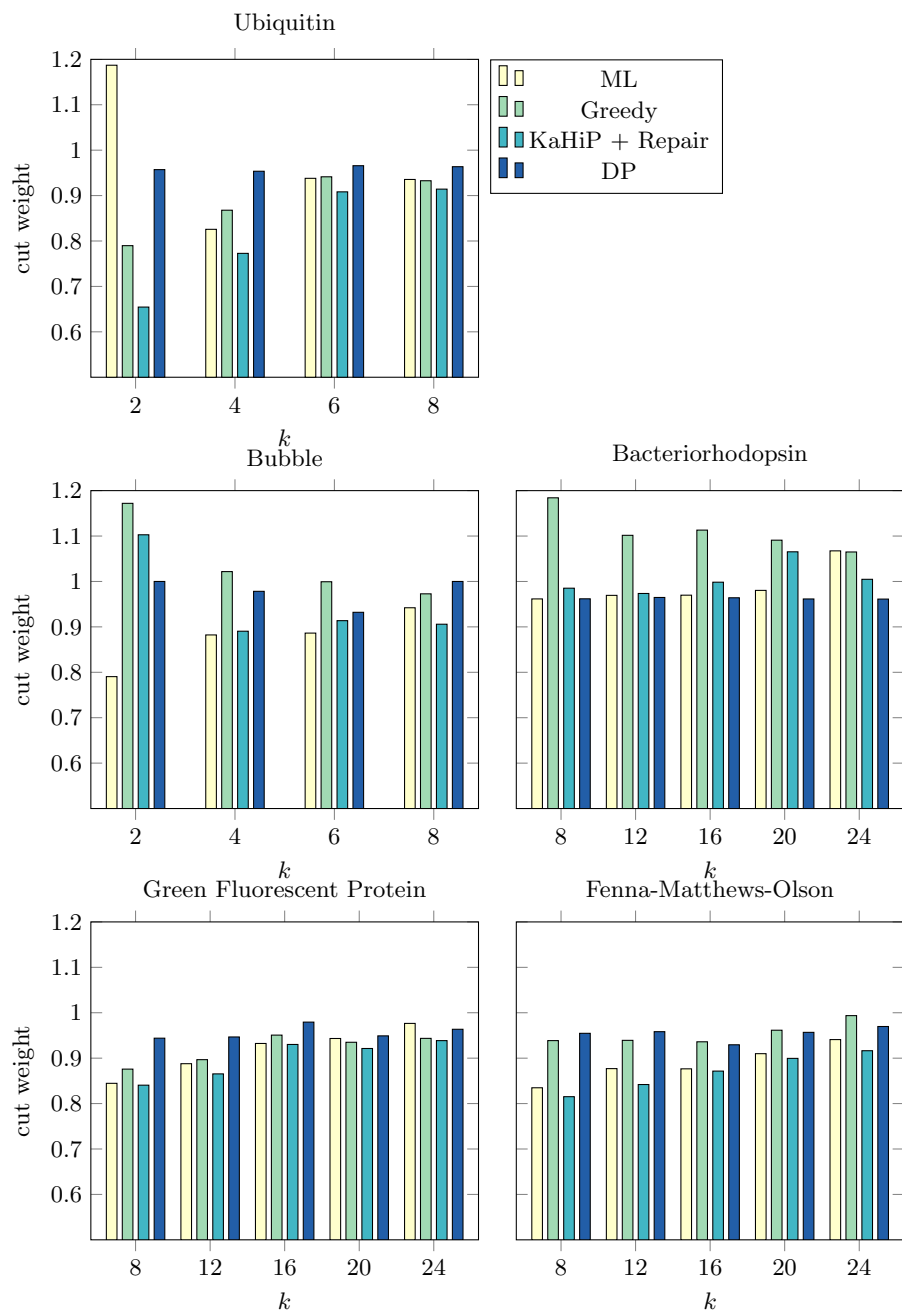 Ubiquitin
1.2
1.1
1
0.9
0.8
0.7
0.6
cut weight
2 4 6 8
k
ML
Greedy
KaHiP + Repair
DP
Bubble
1.2
1.1
1
0.9
0.8
0.7
0.6
cut weight
2 4 6 8
k
Bacteriorhodopsin
8 12 16 20 24
k
Green Fluorescent Protein
1.2
1.1
1
0.9
0.8
0.7
0.6
cut weight
8 12 16 20 24
k
Fenna-Matthews-Olson
8 12 16 20 24
k